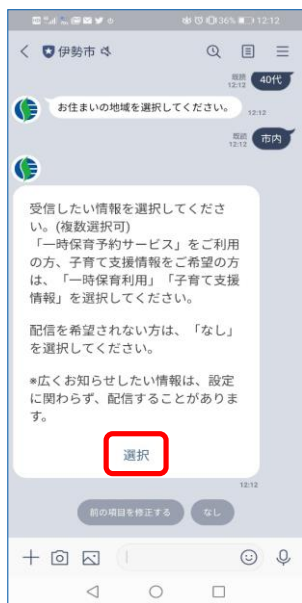 36% 12:12
伊勢市
既読
12:12
40代
お住まいの地域を選択してください。
12:12
既読
12:12
市内
受信したい情報を選択してくださ
い。(複数選択可)
「一時保育予約サービス」をご利用
の方、子育て支援情報をご希望の方
は、「一時保育利用」「子育て支援
情報」を選択してください。
配信を希望されない方は、「なし」
を選択してください。
*広くお知らせしたい情報は、設定
に関わらず、配信することがありま
す。
選択
12:12
前の項目を修正する
なし